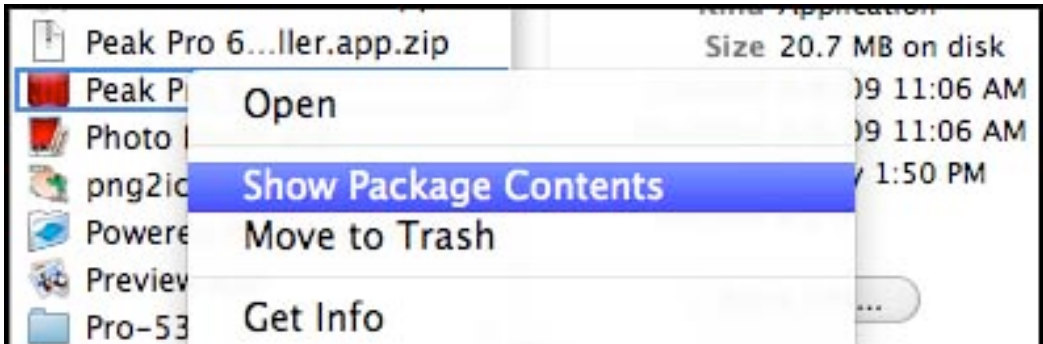 Kind Application
Peak Pro 6...ller.app.zip
Size 20.7 MB on disk
Peak P
09 11:06 AM
Open
Photo
09 11:06 AM
png2ic
Show Package Contents
1:50 PM
Powere
Move to Trash
Preview
Get Info
Pro-53
...